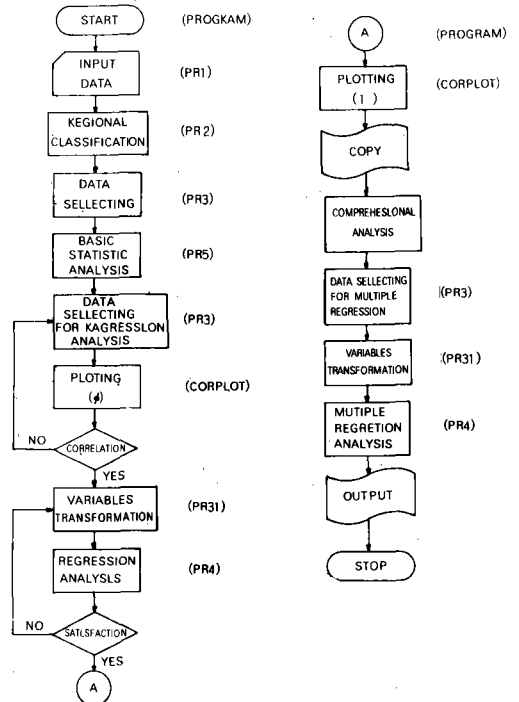 START (PROGKAM)
INPUT
DATA
(PR1)
KEGIONAL
CLASSIFICATION
(PR2)
DATA
SELLECTING
(PR3)
BASIC
STATISTIC
ANALYSIS
(PR5)
DATA
SELLECTING
FOR KAGRESSLON
ANALYSIS
(PR3)
PLOTING
(∮)
(CORPLOT)
NO
CORRELATION
YES
VARIABLES
TRANSFORMATION
(PR31)
REGRESSION
ANALYSLS
(PR4)
NO
SATLSFACTION
YES
A
A (PROGRAM)
PLOTTING
(1)
(CORPLOT)
COPY
COMPREHESLONAL
ANALYSIS
DATA SELLECTING
FOR MULTIPLE
REGRESSION
(PR3)
VARIABLES
TRANSFORMATION
(PR31)
MUTIPLE
REGRETION
ANALYSIS
(PR4)
OUTPUT
STOP